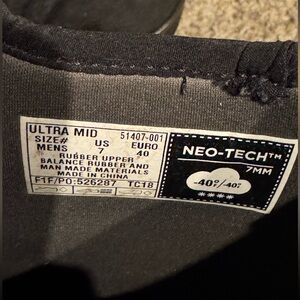 ULTRA MID 51407-001
SIZE# US EURO
MENS 7 40
RUBBER UPPER
BALANCE RUBBER AND
MAN MADE MATERIALS
MADE IN CHINA
F1F/PO:526287 TC18
NEO-TECH™
7MM
-40°/-40°
****